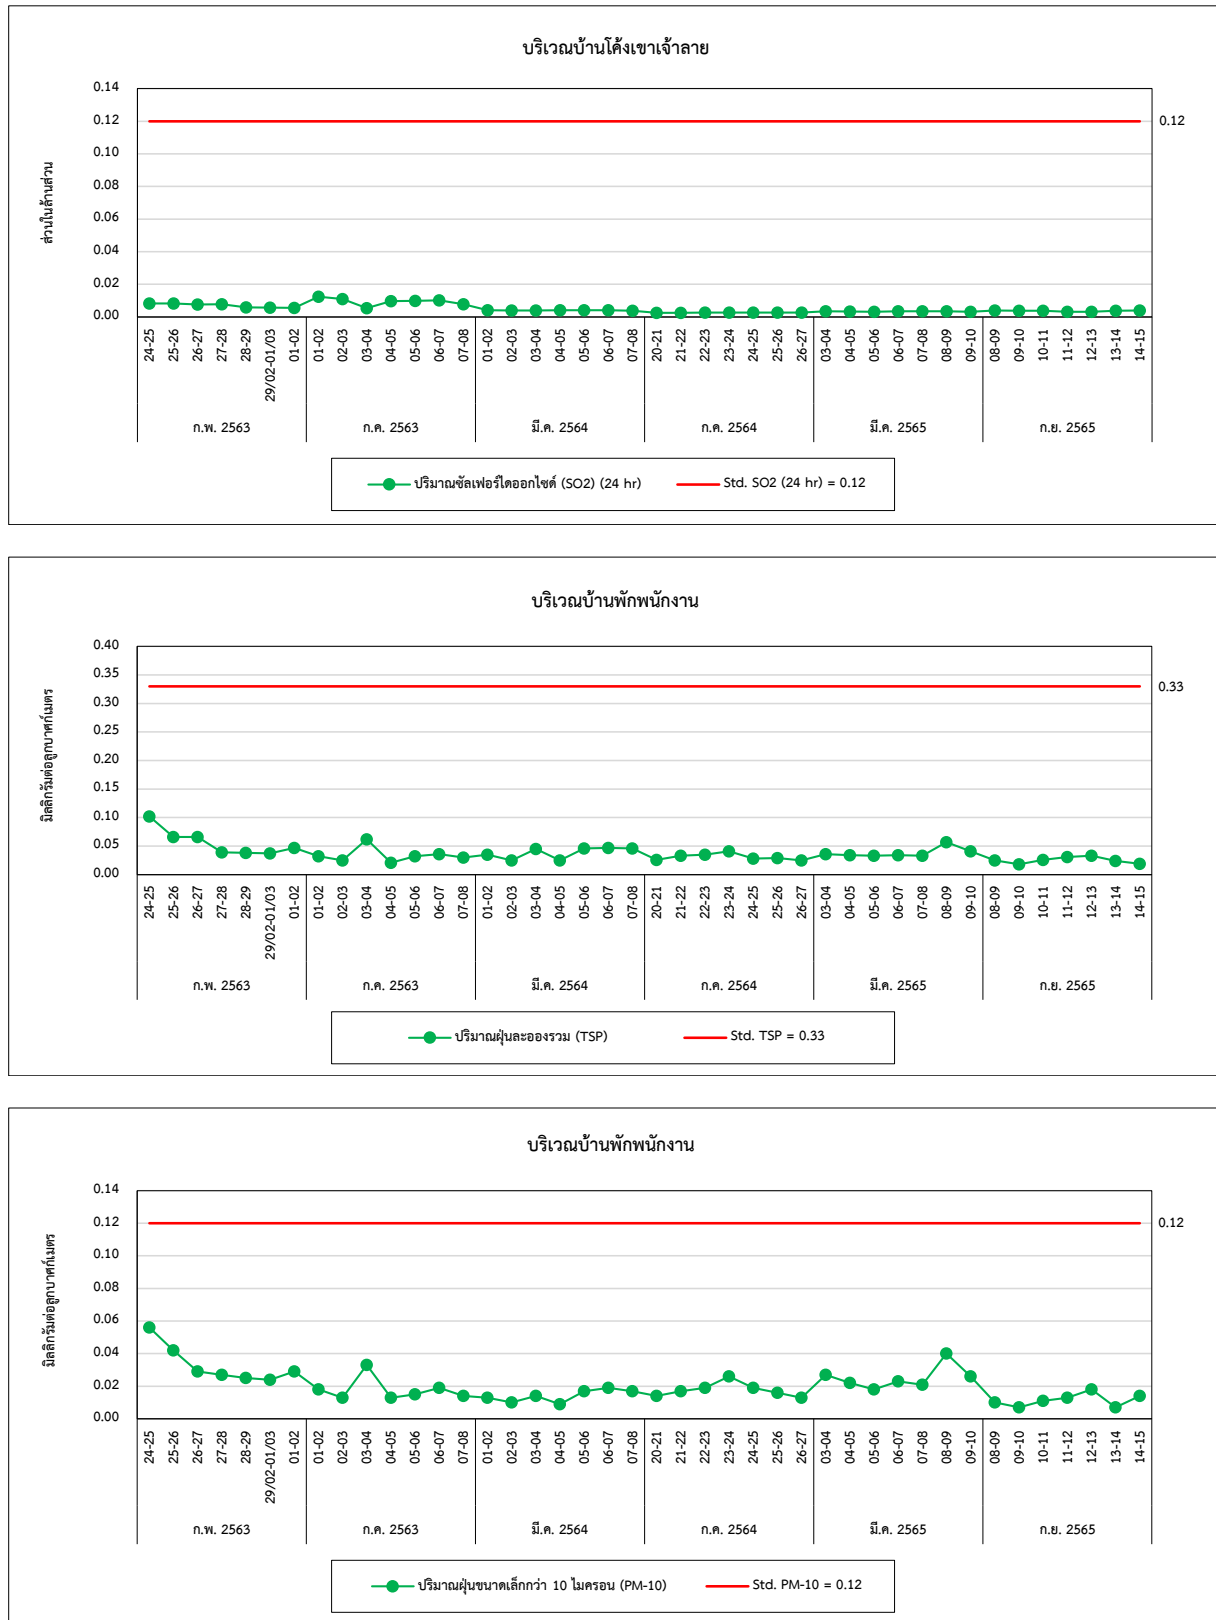 บริเวณบ้านโค้งเขาเจ้าลาย
ส่วนในล้านส่วน
0.14
0.12
0.10
0.08
0.06
0.04
0.02
0.00
0.12
24-25 25-26 26-27 27-28 28-29 29/02-01/03 01-02 01-02 02-03 03-04 04-05 05-06 06-07 07-08 01-02 02-03 03-04 04-05 05-06 06-07 07-08 20-21 21-22 22-23 23-24 24-25 25-26 26-27 03-04 04-05 05-06 06-07 07-08 08-09 09-10 08-09 09-10 10-11 11-12 12-13 13-14 14-15
ก.พ. 2563 ก.ค. 2563 มี.ค. 2564 ก.ค. 2564 มี.ค. 2565 ก.ย. 2565
ปริมาณซัลเฟอร์ไดออกไซด์ (SO2) (24 hr) Std. SO2 (24 hr) = 0.12
บริเวณบ้านพักพนักงาน
มิลลิกรัมต่อลูกบาศก์เมตร
0.40
0.35
0.30
0.25
0.20
0.15
0.10
0.05
0.00
0.33
24-25 25-26 26-27 27-28 28-29 29/02-01/03 01-02 01-02 02-03 03-04 04-05 05-06 06-07 07-08 01-02 02-03 03-04 04-05 05-06 06-07 07-08 20-21 21-22 22-23 23-24 24-25 25-26 26-27 03-04 04-05 05-06 06-07 07-08 08-09 09-10 08-09 09-10 10-11 11-12 12-13 13-14 14-15
ก.พ. 2563 ก.ค. 2563 มี.ค. 2564 ก.ค. 2564 มี.ค. 2565 ก.ย. 2565
ปริมาณฝุ่นละอองรวม (TSP) Std. TSP = 0.33
บริเวณบ้านพักพนักงาน
มิลลิกรัมต่อลูกบาศก์เมตร
0.14
0.12
0.10
0.08
0.06
0.04
0.02
0.00
0.12
24-25 25-26 26-27 27-28 28-29 29/02-01/03 01-02 01-02 02-03 03-04 04-05 05-06 06-07 07-08 01-02 02-03 03-04 04-05 05-06 06-07 07-08 20-21 21-22 22-23 23-24 24-25 25-26 26-27 03-04 04-05 05-06 06-07 07-08 08-09 09-10 08-09 09-10 10-11 11-12 12-13 13-14 14-15
ก.พ. 2563 ก.ค. 2563 มี.ค. 2564 ก.ค. 2564 มี.ค. 2565 ก.ย. 2565
ปริมาณฝุ่นขนาดเล็กกว่า 10 ไมครอน (PM-10) Std. PM-10 = 0.12